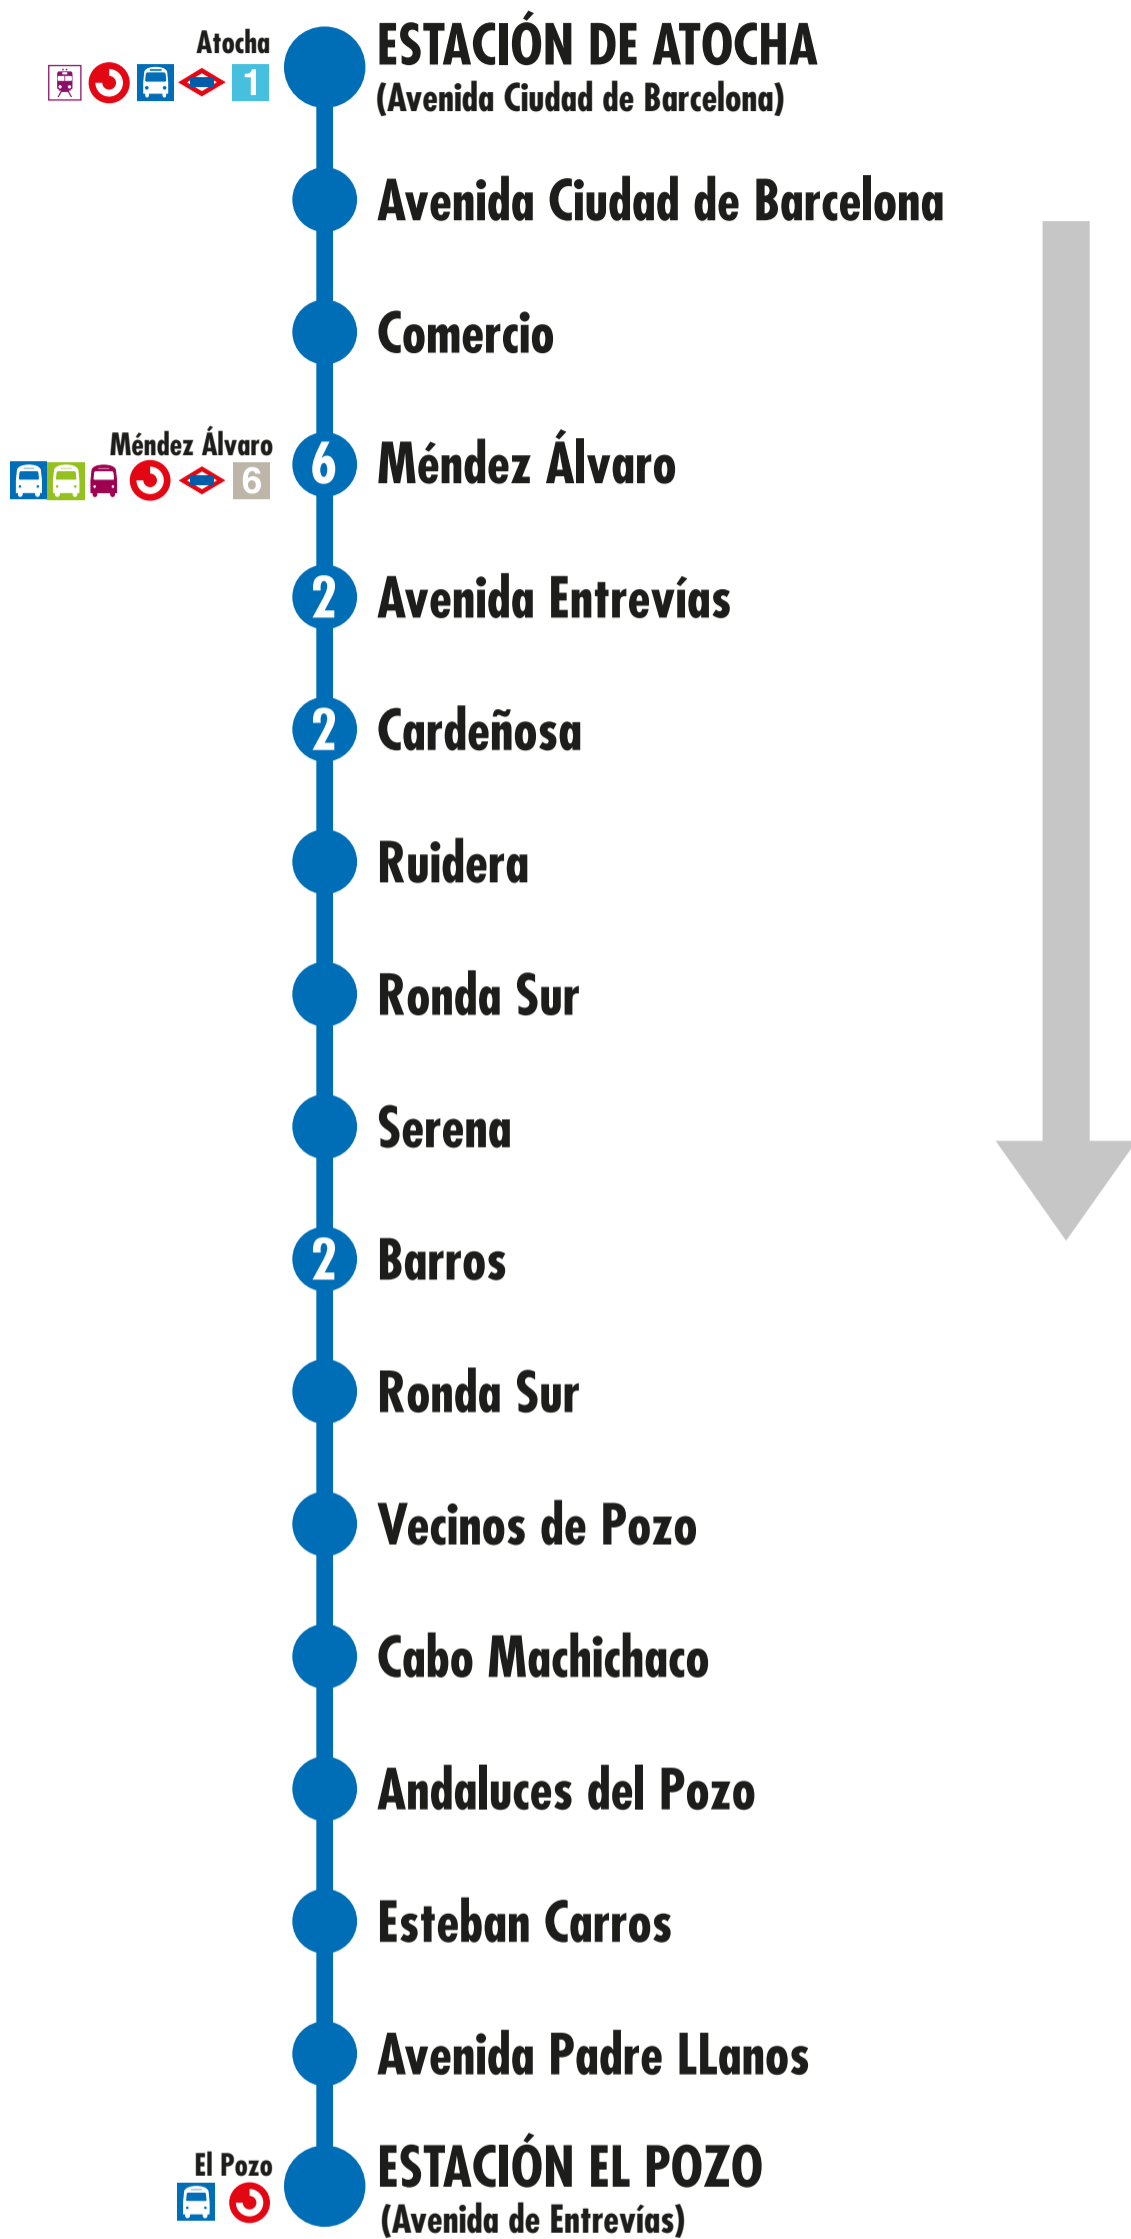 Atocha
1
ESTACIÓN DE ATOCHA
(Avenida Ciudad de Barcelona)
Avenida Ciudad de Barcelona
Comercio
Méndez Álvaro
6
6 Méndez Álvaro
2 Avenida Entrevías
2 Cardeñosa
Ruidera
Ronda Sur
Serena
2 Barros
Ronda Sur
Vecinos de Pozo
Cabo Machichaco
Andaluces del Pozo
Esteban Carros
Avenida Padre LLanos
El Pozo
ESTACIÓN EL POZO
(Avenida de Entrevías)